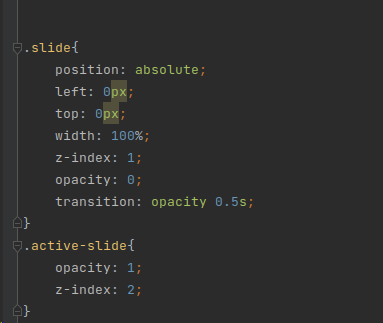 .slide{
position: absolute;
left: 0px;
top: 0px;
width: 100%;
z-index: 1;
opacity: 0;
transition: opacity 0.5s;
}
.active-slide{
opacity: 1;
z-index: 2;
}